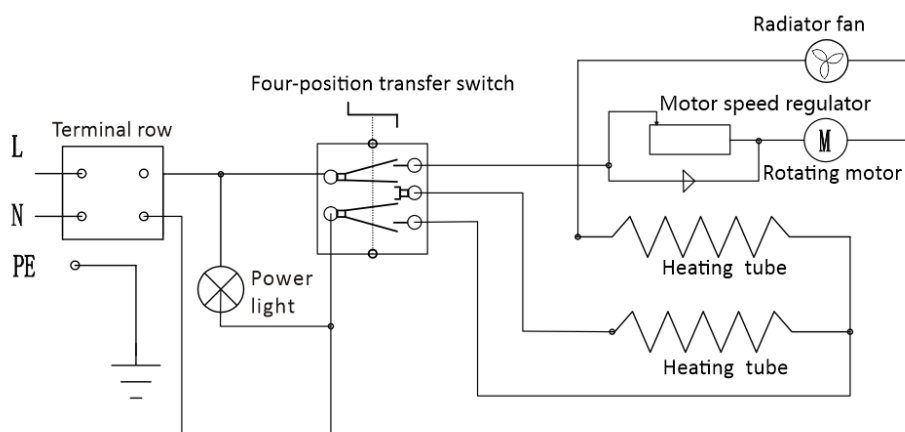 Radiator fan
Four-position transfer switch
Motor speed regulator
Terminal row
L
M
Rotating motor
N
Heating tube
PE
Power
light
Heating tube